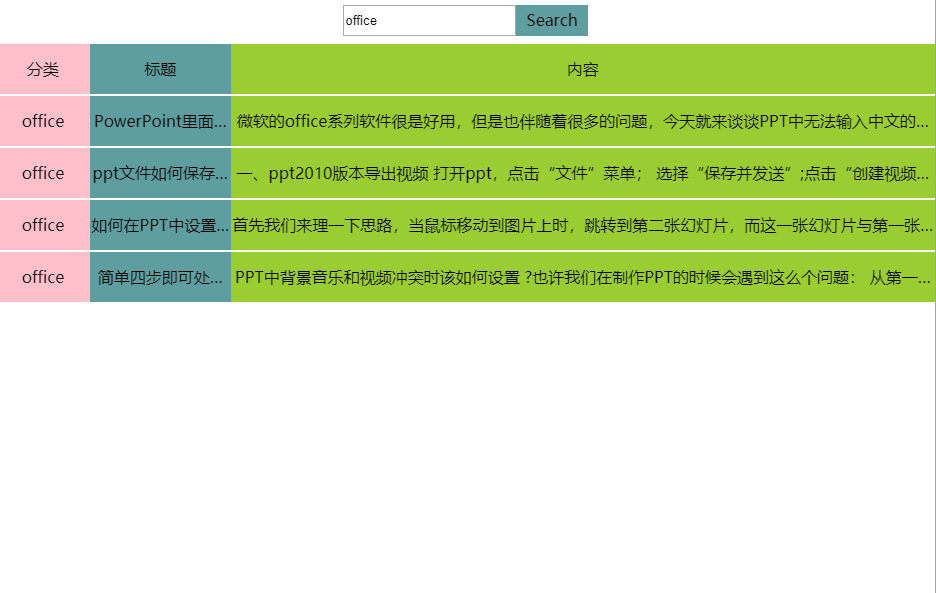 office Search
分类 标题 内容
office PowerPoint里面... 微软的office系列软件很是好用，但是也伴随着很多的问题，今天就来谈谈PPT中无法输入中文的...
office ppt文件如何保存... 一、ppt2010版本导出视频 打开ppt，点击“文件”菜单； 选择“保存并发送”;点击“创建视频...
office 如何在PPT中设置... 首先我们来理一下思路，当鼠标移动到图片上时，跳转到第二张幻灯片，而这一张幻灯片与第一张...
office 简单四步即可处... PPT中背景音乐和视频冲突时该如何设置 ?也许我们在制作PPT的时候会遇到这么个问题： 从第一...